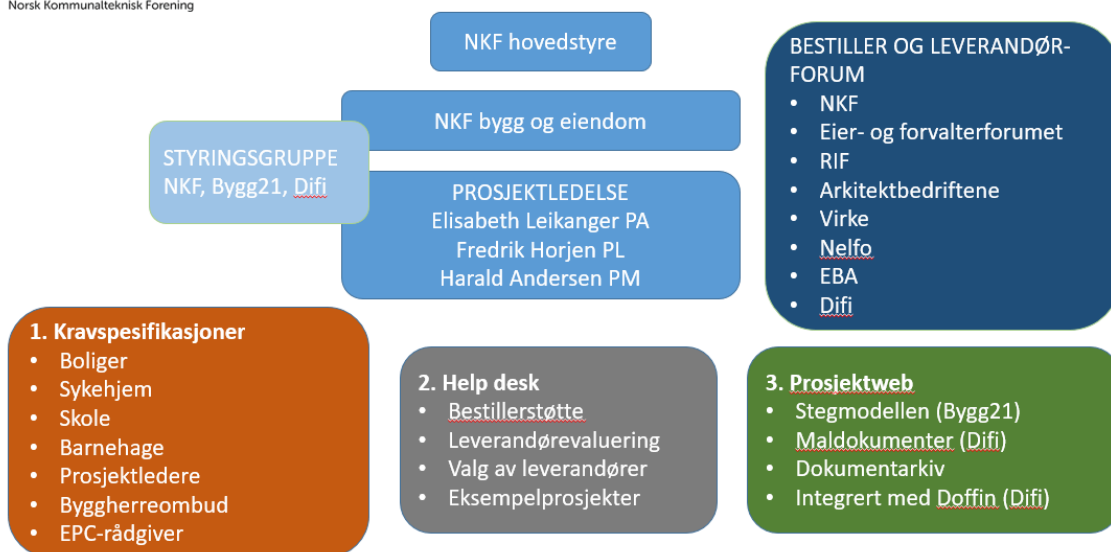 Norsk Kommunalteknisk Forening
NKF hovedstyre
NKF bygg og eiendom
STYRINGSGRUPPE
NKF, Bygg21, Difi
PROSJEKTLEDELSE
Elisabeth Leikanger PA
Fredrik Horjen PL
Harald Andersen PM
BESTILLER OG LEVERANDØR-
FORUM
• NKF
• Eier- og forvalterforumet
• RIF
• Arkitektbedriftene
• Virke
• Nelfo
• EBA
• Difi
1. Kravspesifikasjoner
• Boliger
• Sykehjem
• Skole
• Barnehage
• Prosjektledere
• Byggherreombud
• EPC-rådgiver
2. Help desk
• Bestillerstøtte
• Leverandørevaluering
• Valg av leverandører
• Eksempelprosjekter
3. Prosjektweb
• Stegmodellen (Bygg21)
• Maldokumenter (Difi)
• Dokumentarkiv
• Integrert med Doffin (Difi)